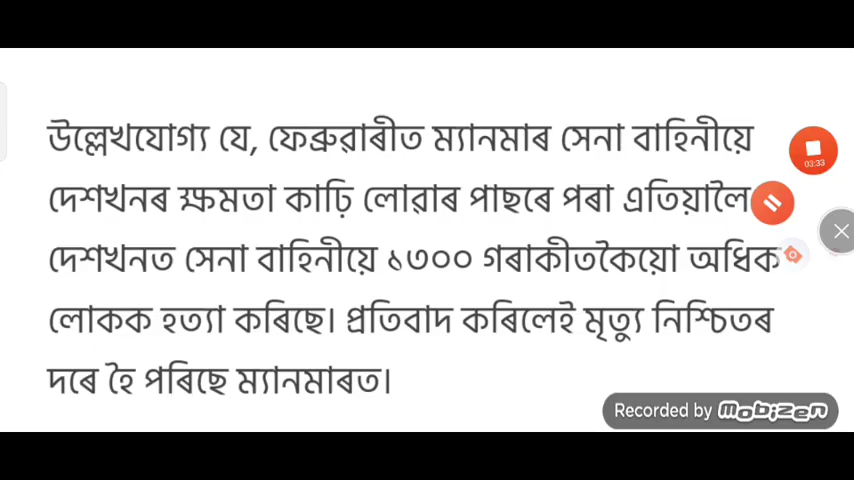 উল্লেখযোগ্য যে, ফেব্ৰুৱাৰীত ম্যানমাৰ সেনা বাহিনীয়ে
দেশখনৰ ক্ষমতা কাঢ়ি লোৱাৰ পাছৰে পৰা এতিয়ালৈ
দেশখনত সেনা বাহিনীয়ে ১৩০০ গৰাকীতকৈয়ো অধিক
লোকক হত্যা কৰিছে। প্ৰতিবাদ কৰিলেই মৃত্যু নিশ্চিতৰ
দৰে হৈ পৰিছে ম্যানমাৰত।
03:33
Recorded by mobizen